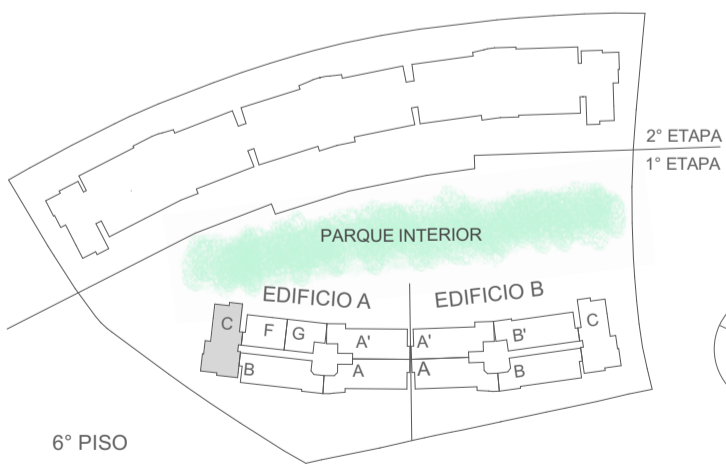 2° ETAPA
1° ETAPA
PARQUE INTERIOR
EDIFICIO A
EDIFICIO B
C
F
G
A'
A'
B'
C
B
A
A
B
6° PISO